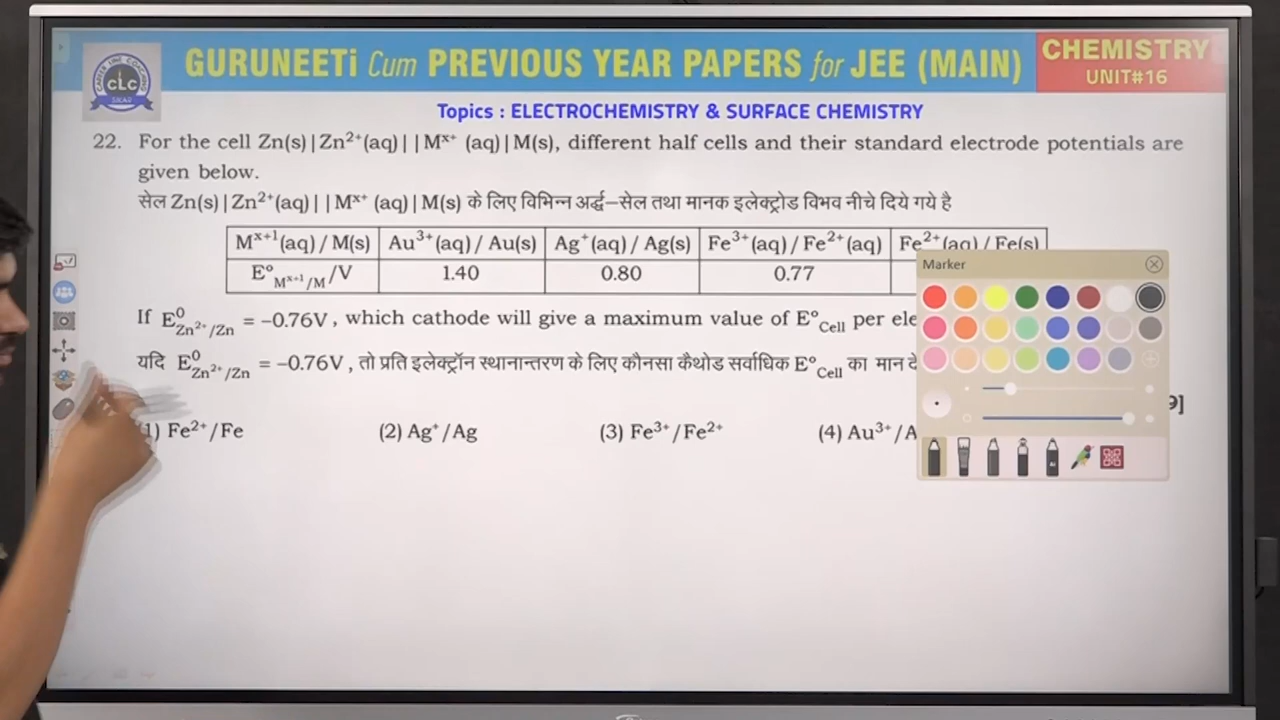 CLC
SIKAR
GURUNEETi Cum PREVIOUS YEAR PAPERS for JEE (MAIN)
CHEMISTRY
UNIT#16
Topics : ELECTROCHEMISTRY & SURFACE CHEMISTRY
22. For the cell Zn(s)|Zn²⁺(aq)||Mˣ⁺ (aq)|M(s), different half cells and their standard electrode potentials are
given below.
सेल Zn(s)|Zn²⁺(aq)||Mˣ⁺ (aq)|M(s) के लिए विभिन्न अर्द्ध–सेल तथा मानक इलेक्ट्रोड विभव नीचे दिये गये है
Mˣ⁺¹(aq)/M(s) Au³⁺(aq)/Au(s) Ag⁺(aq)/Ag(s) Fe³⁺(aq)/Fe²⁺(aq) Fe²⁺(aq)/Fe(s)
E°Mˣ⁺¹/M/V 1.40 0.80 0.77
If E⁰Zn²⁺/Zn = –0.76V, which cathode will give a maximum value of E°Cell per
यदि E⁰Zn²⁺/Zn = –0.76V, तो प्रति इलेक्ट्रॉन स्थानान्तरण के लिए कौनसा कैथोड सर्वाधिक E°Cell का मान
9]
1) Fe²⁺/Fe (2) Ag⁺/Ag (3) Fe³⁺/Fe²⁺ (4) Au³⁺/A
Marker